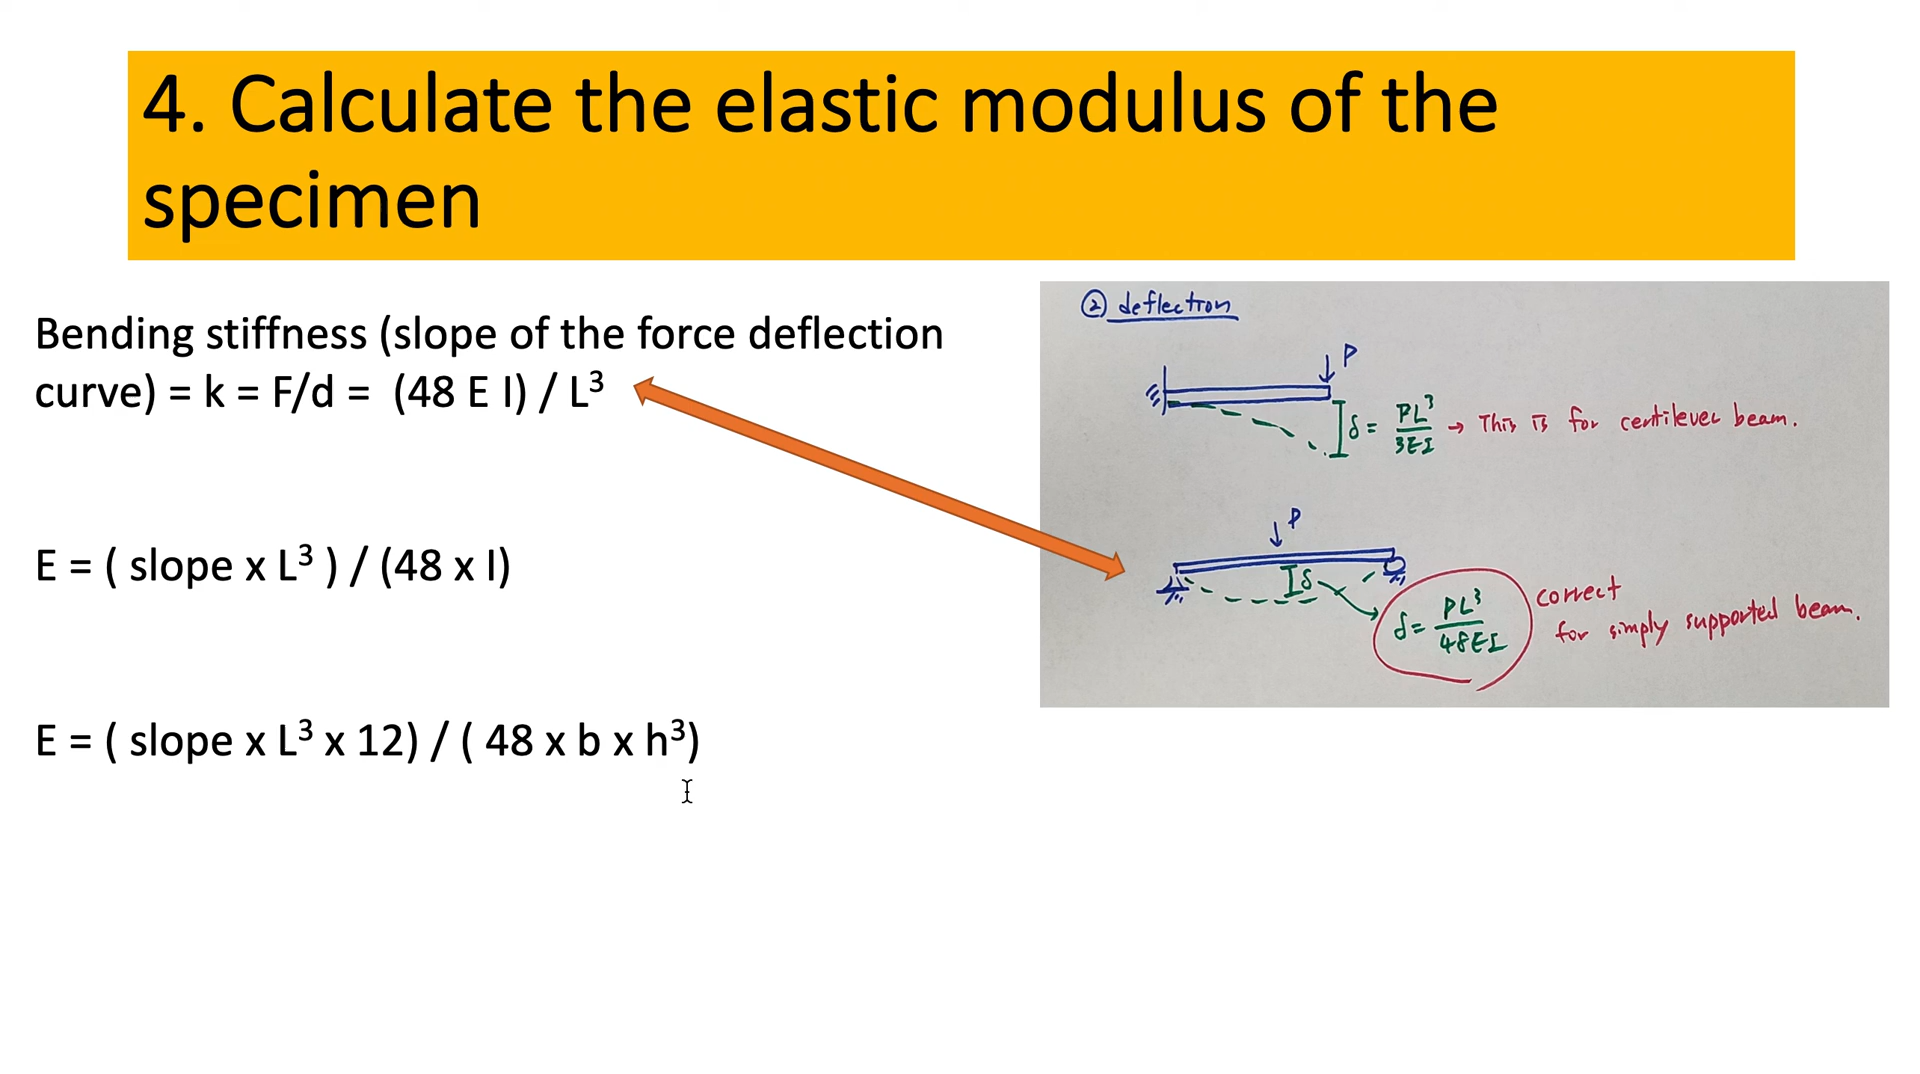 4. Calculate the elastic modulus of the
specimen
Bending stiffness (slope of the force deflection
curve) = k = F/d = (48 E I) / L³
E = ( slope x L³ ) / (48 x I)
E = ( slope x L³ x 12) / ( 48 x b x h³)
② deflection
P
δ = PL³/3EI → This is for centilever beam.
P
δ
δ = PL³/48EI
correct
for simply supported beam.